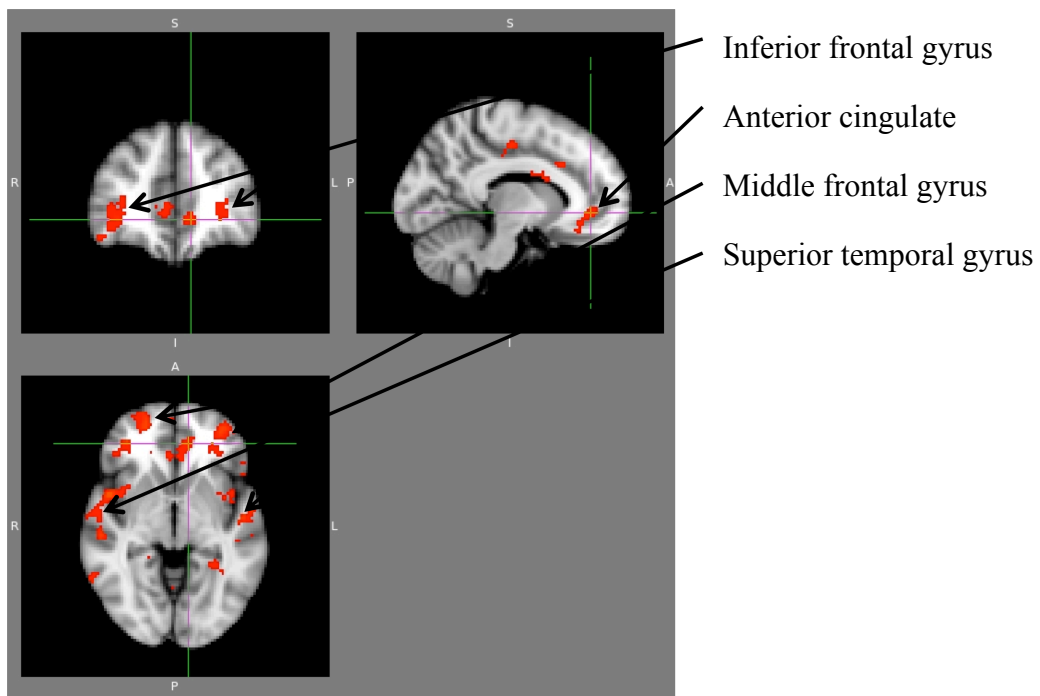 S
S
Inferior frontal gyrus
Anterior cingulate
R
L
P
A
Middle frontal gyrus
Superior temporal gyrus
I
I
A
R
L
P